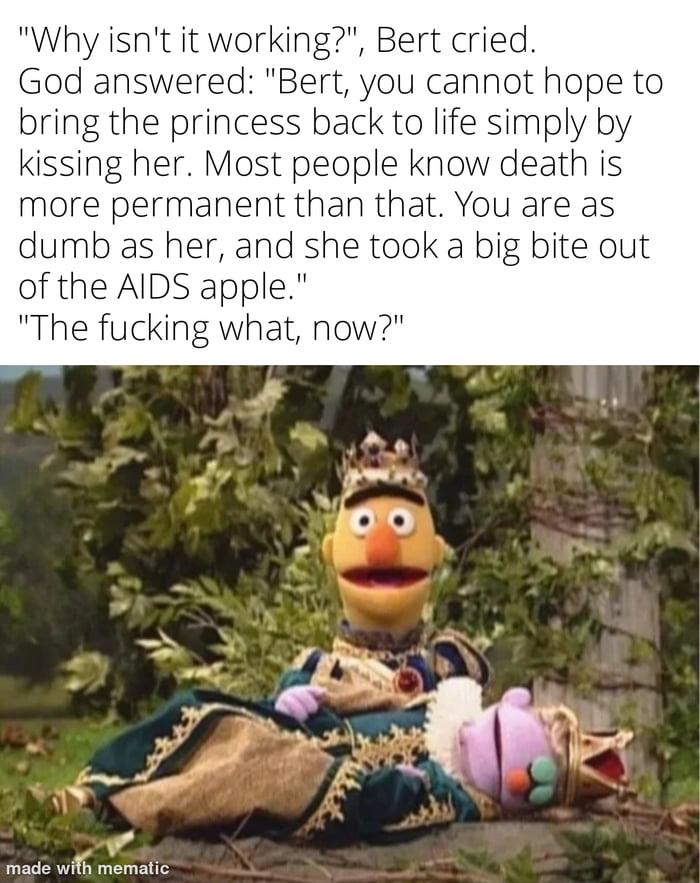 "Why isn't it working?", Bert cried.
God answered: "Bert, you cannot hope to
bring the princess back to life simply by
kissing her. Most people know death is
more permanent than that. You are as
dumb as her, and she took a big bite out
of the AIDS apple."
"The fucking what, now?"
made with mematic